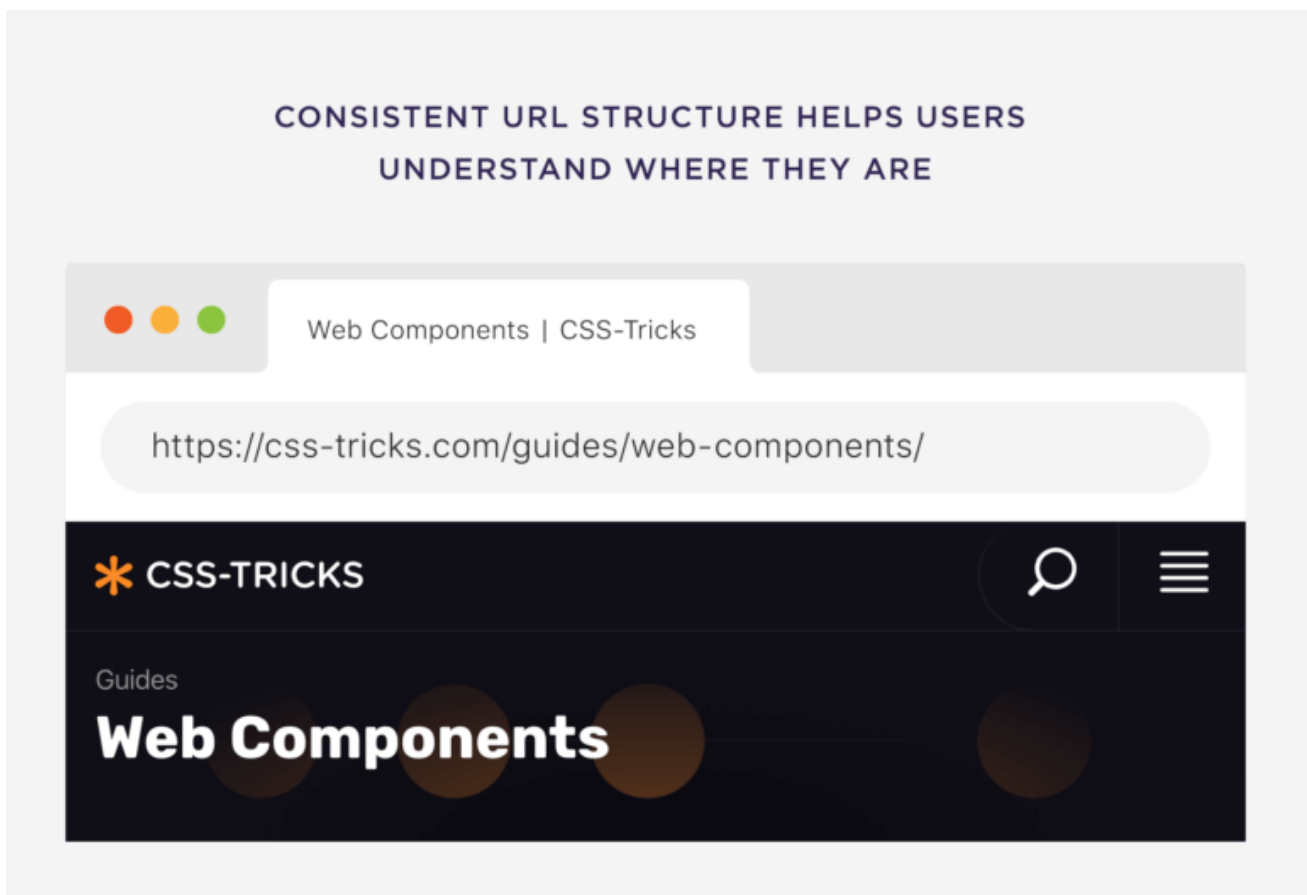 CONSISTENT URL STRUCTURE HELPS USERS
UNDERSTAND WHERE THEY ARE
Web Components | CSS-Tricks
https://css-tricks.com/guides/web-components/
CSS-TRICKS
Guides
Web Components